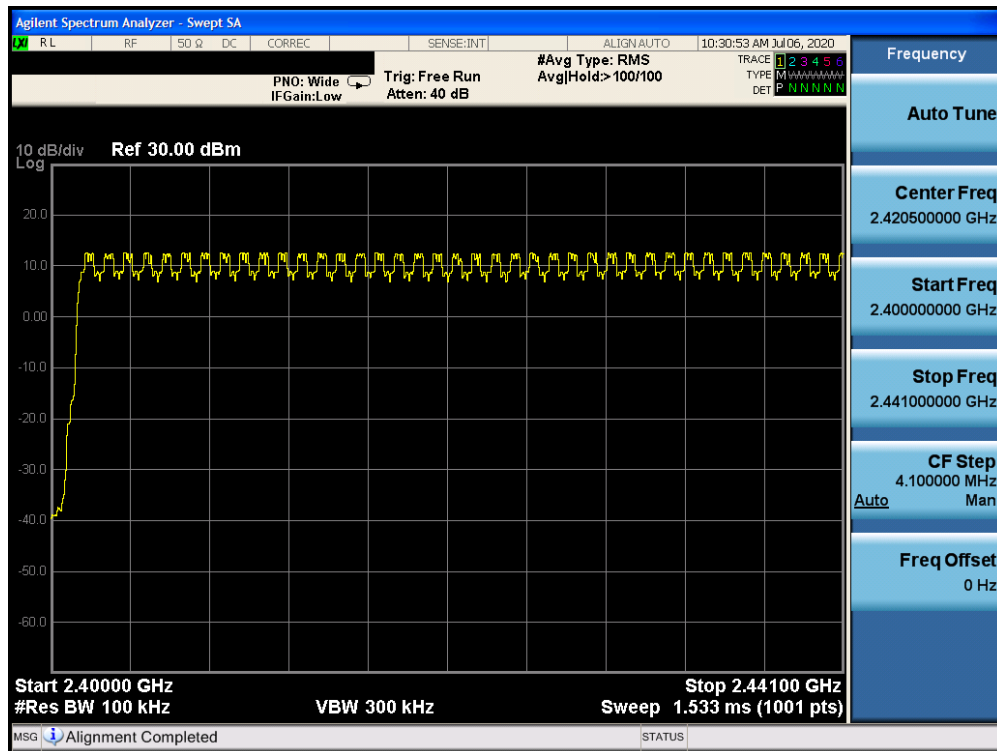 Agilent Spectrum Analyzer - Swept SA
LXI RL RF 50 Ω DC CORREC SENSE:INT ALIGN AUTO 10:30:53 AM Jul 06, 2020
PNO: Wide
IFGain:Low
Trig: Free Run
Atten: 40 dB
#Avg Type: RMS
Avg|Hold:>100/100
TRACE 1 2 3 4 5 6
TYPE M WWWWW
DET P N N N N N
10 dB/div Ref 30.00 dBm
Log
20.0
10.0
0.00
-10.0
-20.0
-30.0
-40.0
-50.0
-60.0
Start 2.40000 GHz Stop 2.44100 GHz
#Res BW 100 kHz VBW 300 kHz Sweep 1.533 ms (1001 pts)
MSG Alignment Completed STATUS
Frequency
Auto Tune
Center Freq
2.420500000 GHz
Start Freq
2.400000000 GHz
Stop Freq
2.441000000 GHz
CF Step
4.100000 MHz
Auto Man
Freq Offset
0 Hz